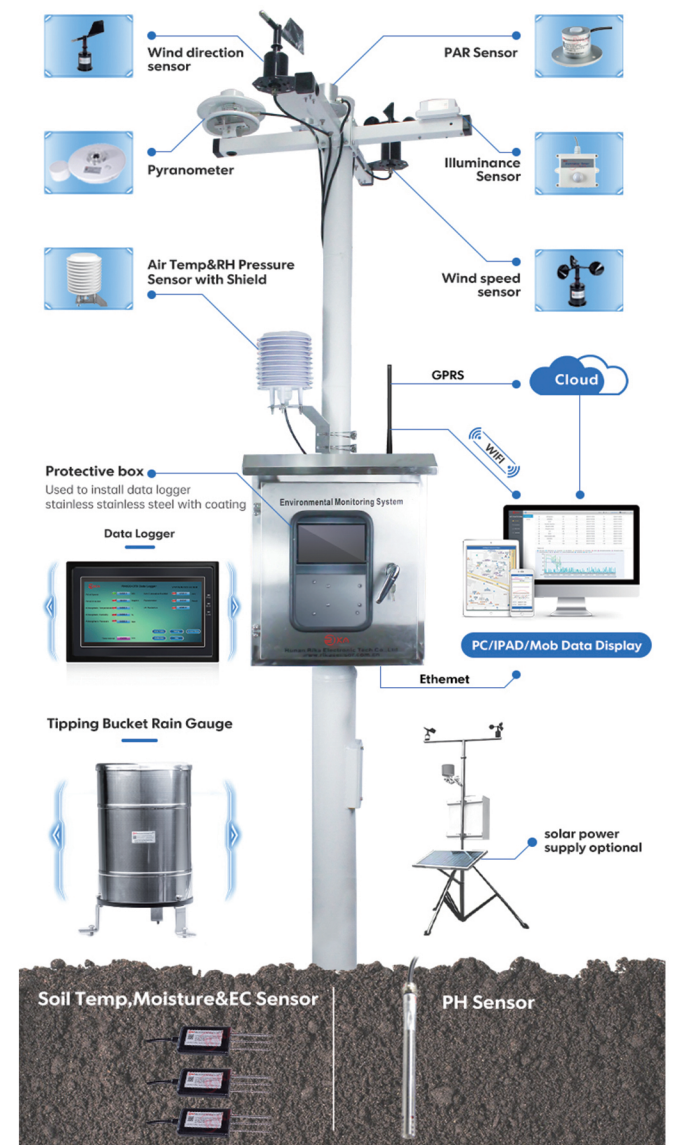 Wind direction
sensor
PAR Sensor
Pyranometer
Illuminance
Sensor
Air Temp&RH Pressure
Sensor with Shield
Wind speed
sensor
GPRS
Cloud
WIFI
Protective box
Used to install data logger
stainless stainless steel with coating
Environmental Monitoring System
Data Logger
PC/IPAD/Mob Data Display
Ethemet
Tipping Bucket Rain Gauge
solar power
supply optional
Soil Temp,Moisture&EC Sensor
PH Sensor